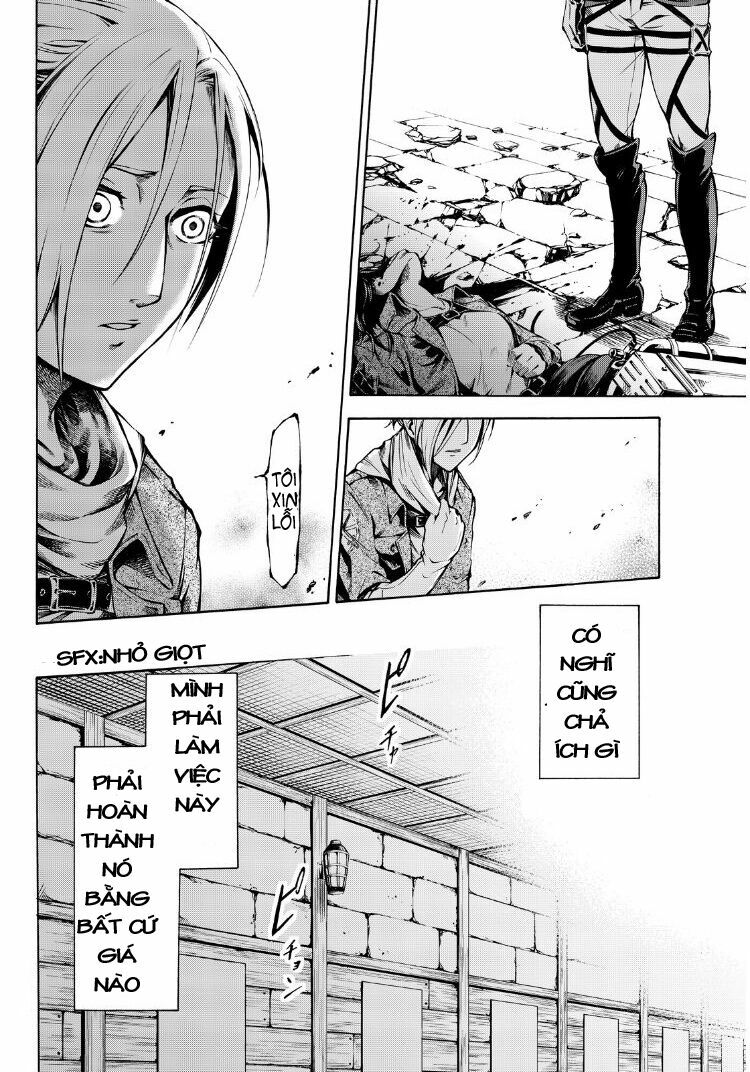 TÔI
XIN
LỖI
CÓ
NGHĨ
CŨNG
CHẢ
ÍCH GÌ
SFX:NHỎ GIỌT
ピチャ
MÌNH
PHẢI
LÀM
VIỆC
NÀY
PHẢI
HOÀN
THÀNH
NÓ
BẰNG
BẤT CỨ
GIÁ
NÀO
ピチョン